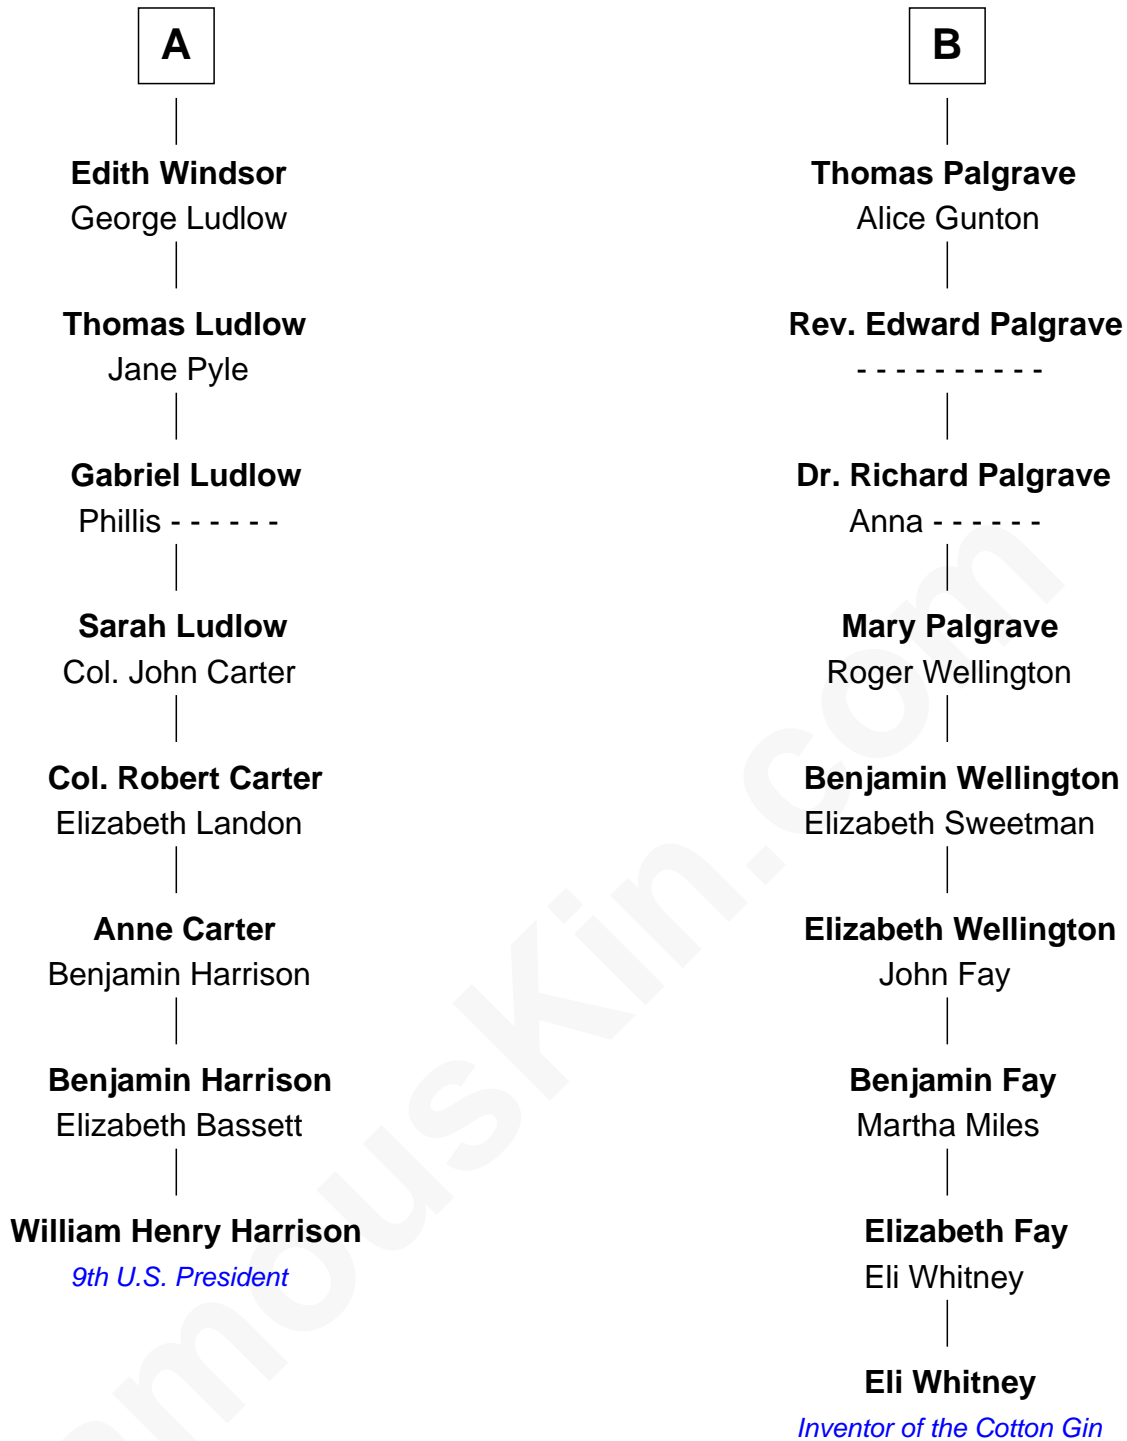 A
Edith Windsor
George Ludlow
Thomas Ludlow
Jane Pyle
Gabriel Ludlow
Phillis - - - - - -
Sarah Ludlow
Col. John Carter
Col. Robert Carter
Elizabeth Landon
Anne Carter
Benjamin Harrison
Benjamin Harrison
Elizabeth Bassett
William Henry Harrison
9th U.S. President
B
Thomas Palgrave
Alice Gunton
Rev. Edward Palgrave
- - - - - - - - - -
Dr. Richard Palgrave
Anna - - - - - -
Mary Palgrave
Roger Wellington
Benjamin Wellington
Elizabeth Sweetman
Elizabeth Wellington
John Fay
Benjamin Fay
Martha Miles
Elizabeth Fay
Eli Whitney
Eli Whitney
Inventor of the Cotton Gin
amouskin.com